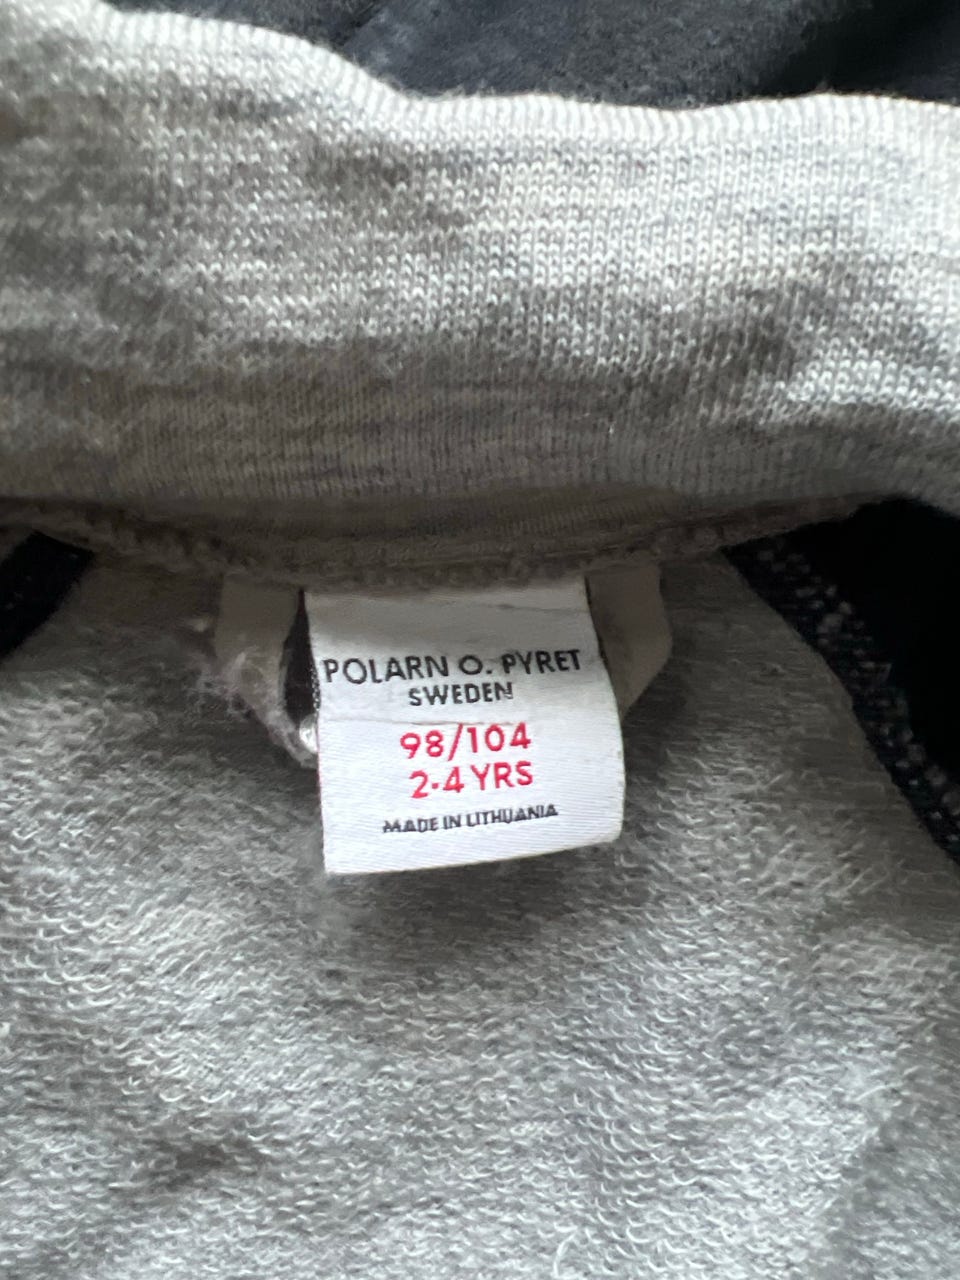 POLARN O. PYRET
SWEDEN
98/104
2-4 YRS
MADE IN LITHUANIA